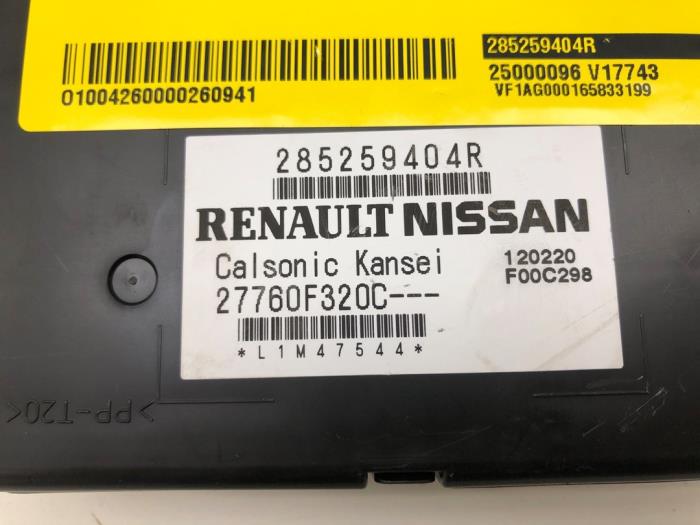 285259404R
25000096 V17743
VF1AG000165833199
01004260000260941
285259404R
RENAULT NISSAN
Calsonic Kansei
120220
27760F320C---
F00C298
*L1M47544*
>PP-T20<